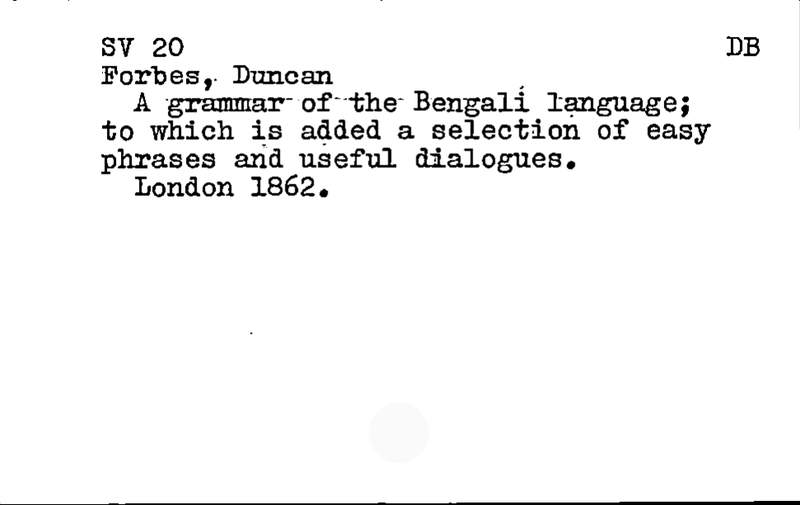 SV 20 DB
Forbes, Duncan
A grammar of the Bengali language;
to which is added a selection of easy
phrases and useful dialogues.
London 1862.